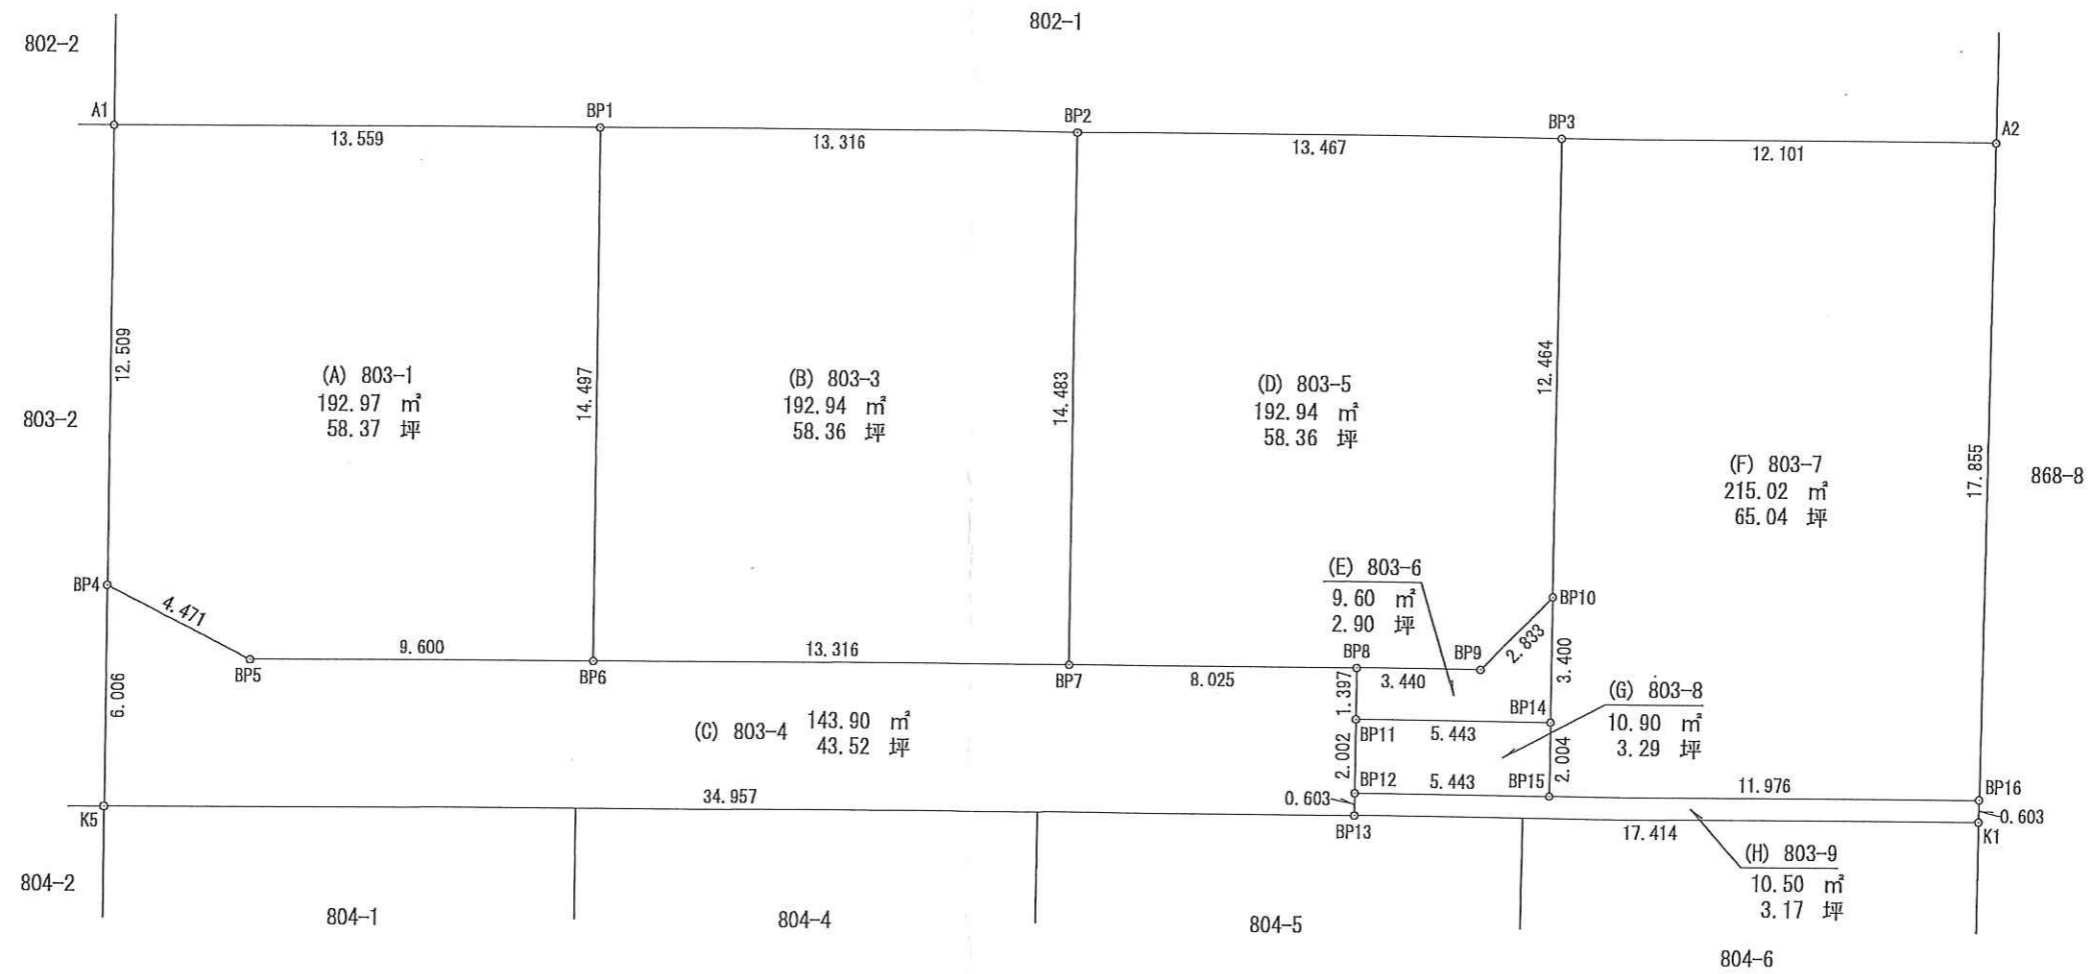 802-1
802-2
A1
BP1
BP2
BP3
A2
13.559
13.316
13.467
12.101
12.509
14.497
14.483
12.464
17.855
803-2
(A) 803-1
192.97 ㎡
58.37 坪
(B) 803-3
192.94 ㎡
58.36 坪
(D) 803-5
192.94 ㎡
58.36 坪
(F) 803-7
215.02 ㎡
65.04 坪
868-8
(E) 803-6
9.60 ㎡
2.90 坪
BP4
4.471
BP5
9.600
BP6
13.316
BP7
8.025
BP8
3.440
BP9
2.833
BP10
3.400
6.006
1.397
(C) 803-4
143.90 ㎡
43.52 坪
BP11
5.443
BP14
(G) 803-8
10.90 ㎡
3.29 坪
2.002
2.004
BP12
5.443
BP15
11.976
BP16
K5
34.957
0.603
BP13
17.414
0.603
K1
(H) 803-9
10.50 ㎡
3.17 坪
804-2
804-1
804-4
804-5
804-6